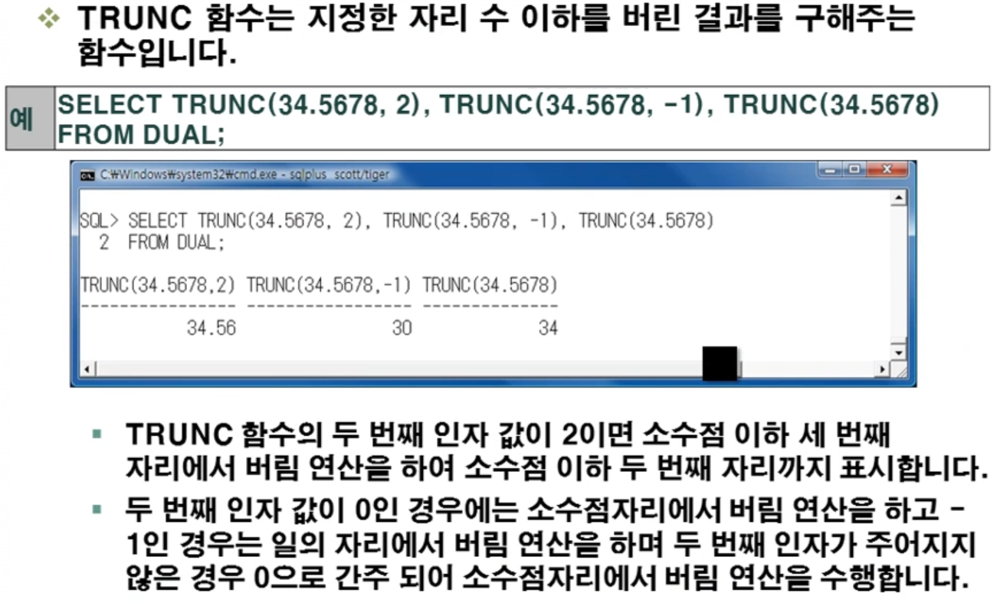 ❖ TRUNC 함수는 지정한 자리 수 이하를 버린 결과를 구해주는
함수입니다.
예
SELECT TRUNC(34.5678, 2), TRUNC(34.5678, -1), TRUNC(34.5678)
FROM DUAL;
C:₩Windows₩system32₩cmd.exe - sqlplus scott/tiger
SQL> SELECT TRUNC(34.5678, 2), TRUNC(34.5678, -1), TRUNC(34.5678)
2 FROM DUAL;
TRUNC(34.5678,2) TRUNC(34.5678,-1) TRUNC(34.5678)
---------------- ----------------- --------------
34.56 30 34
▪ TRUNC 함수의 두 번째 인자 값이 2이면 소수점 이하 세 번째
자리에서 버림 연산을 하여 소수점 이하 두 번째 자리까지 표시합니다.
▪ 두 번째 인자 값이 0인 경우에는 소수점자리에서 버림 연산을 하고 -
1인 경우는 일의 자리에서 버림 연산을 하며 두 번째 인자가 주어지지
않은 경우 0으로 간주 되어 소수점자리에서 버림 연산을 수행합니다.